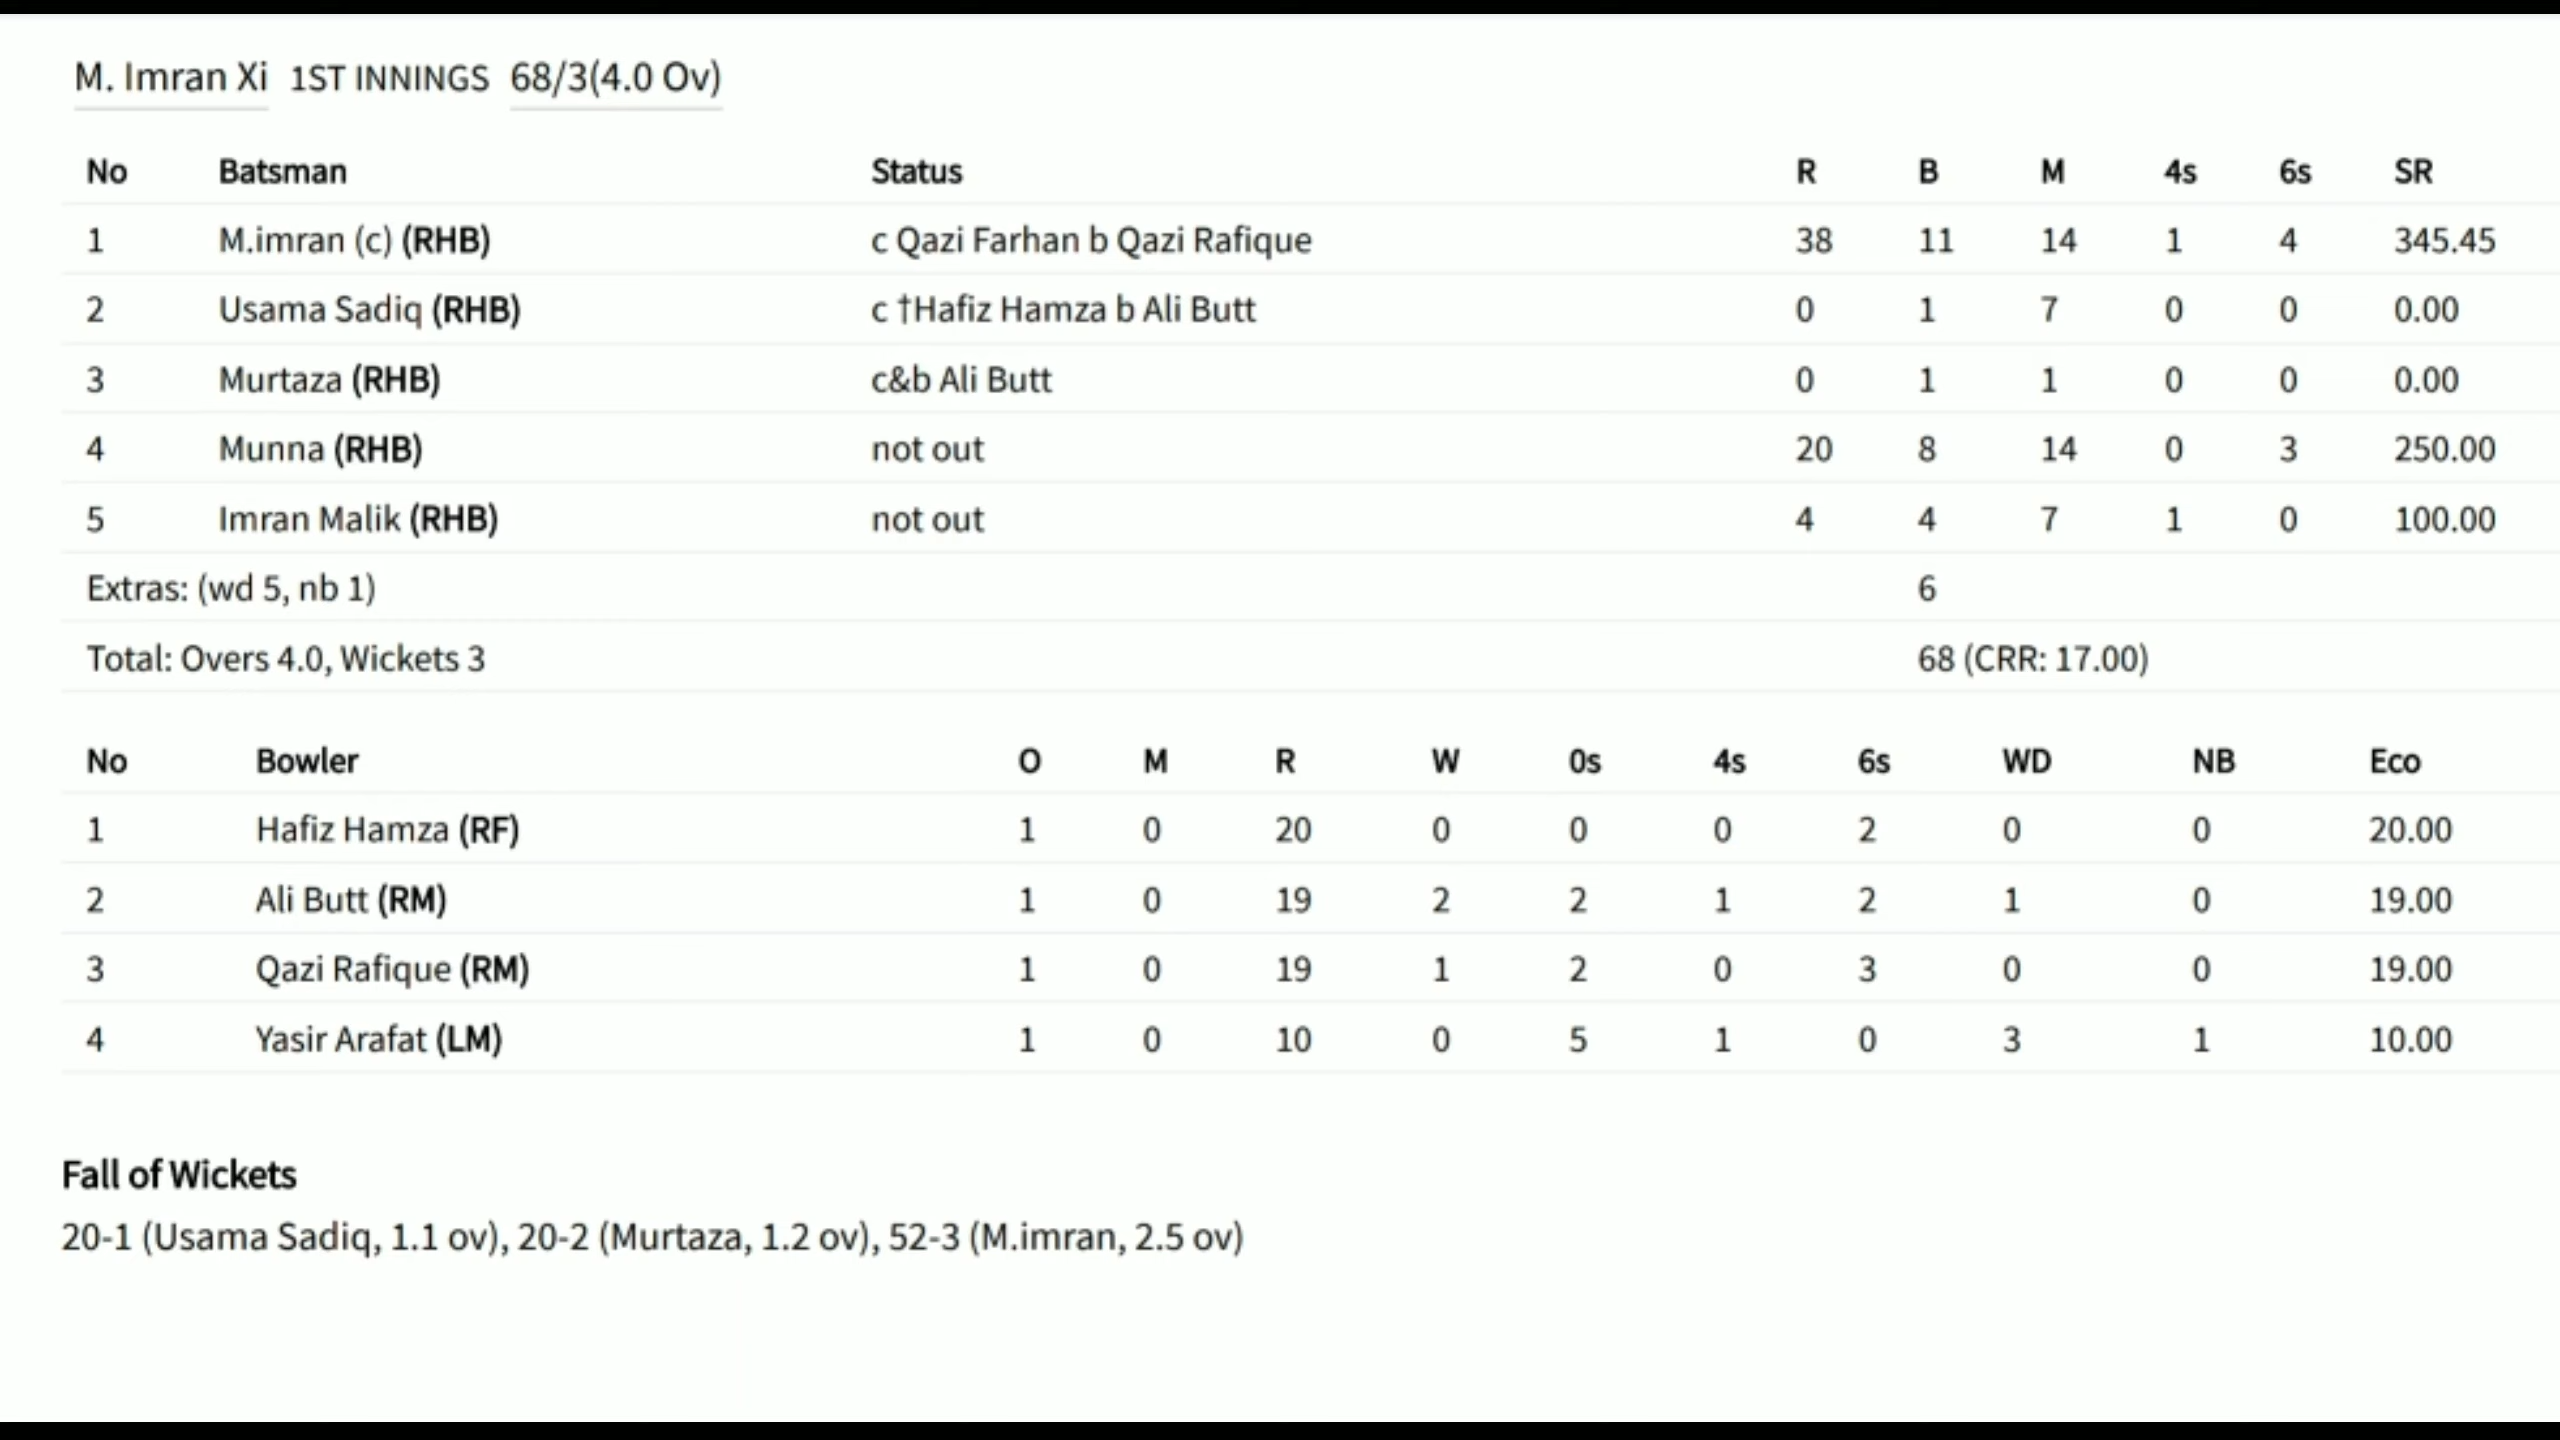 M. Imran Xi 1ST INNINGS 68/3(4.0 Ov)
No Batsman Status R B M 4s 6s SR
1 M.imran (c) (RHB) c Qazi Farhan b Qazi Rafique 38 11 14 1 4 345.45
2 Usama Sadiq (RHB) c †Hafiz Hamza b Ali Butt 0 1 7 0 0 0.00
3 Murtaza (RHB) c&b Ali Butt 0 1 1 0 0 0.00
4 Munna (RHB) not out 20 8 14 0 3 250.00
5 Imran Malik (RHB) not out 4 4 7 1 0 100.00
Extras: (wd 5, nb 1) 6
Total: Overs 4.0, Wickets 3 68 (CRR: 17.00)
No Bowler O M R W 0s 4s 6s WD NB Eco
1 Hafiz Hamza (RF) 1 0 20 0 0 0 2 0 0 20.00
2 Ali Butt (RM) 1 0 19 2 2 1 2 1 0 19.00
3 Qazi Rafique (RM) 1 0 19 1 2 0 3 0 0 19.00
4 Yasir Arafat (LM) 1 0 10 0 5 1 0 3 1 10.00
Fall of Wickets
20-1 (Usama Sadiq, 1.1 ov), 20-2 (Murtaza, 1.2 ov), 52-3 (M.imran, 2.5 ov)